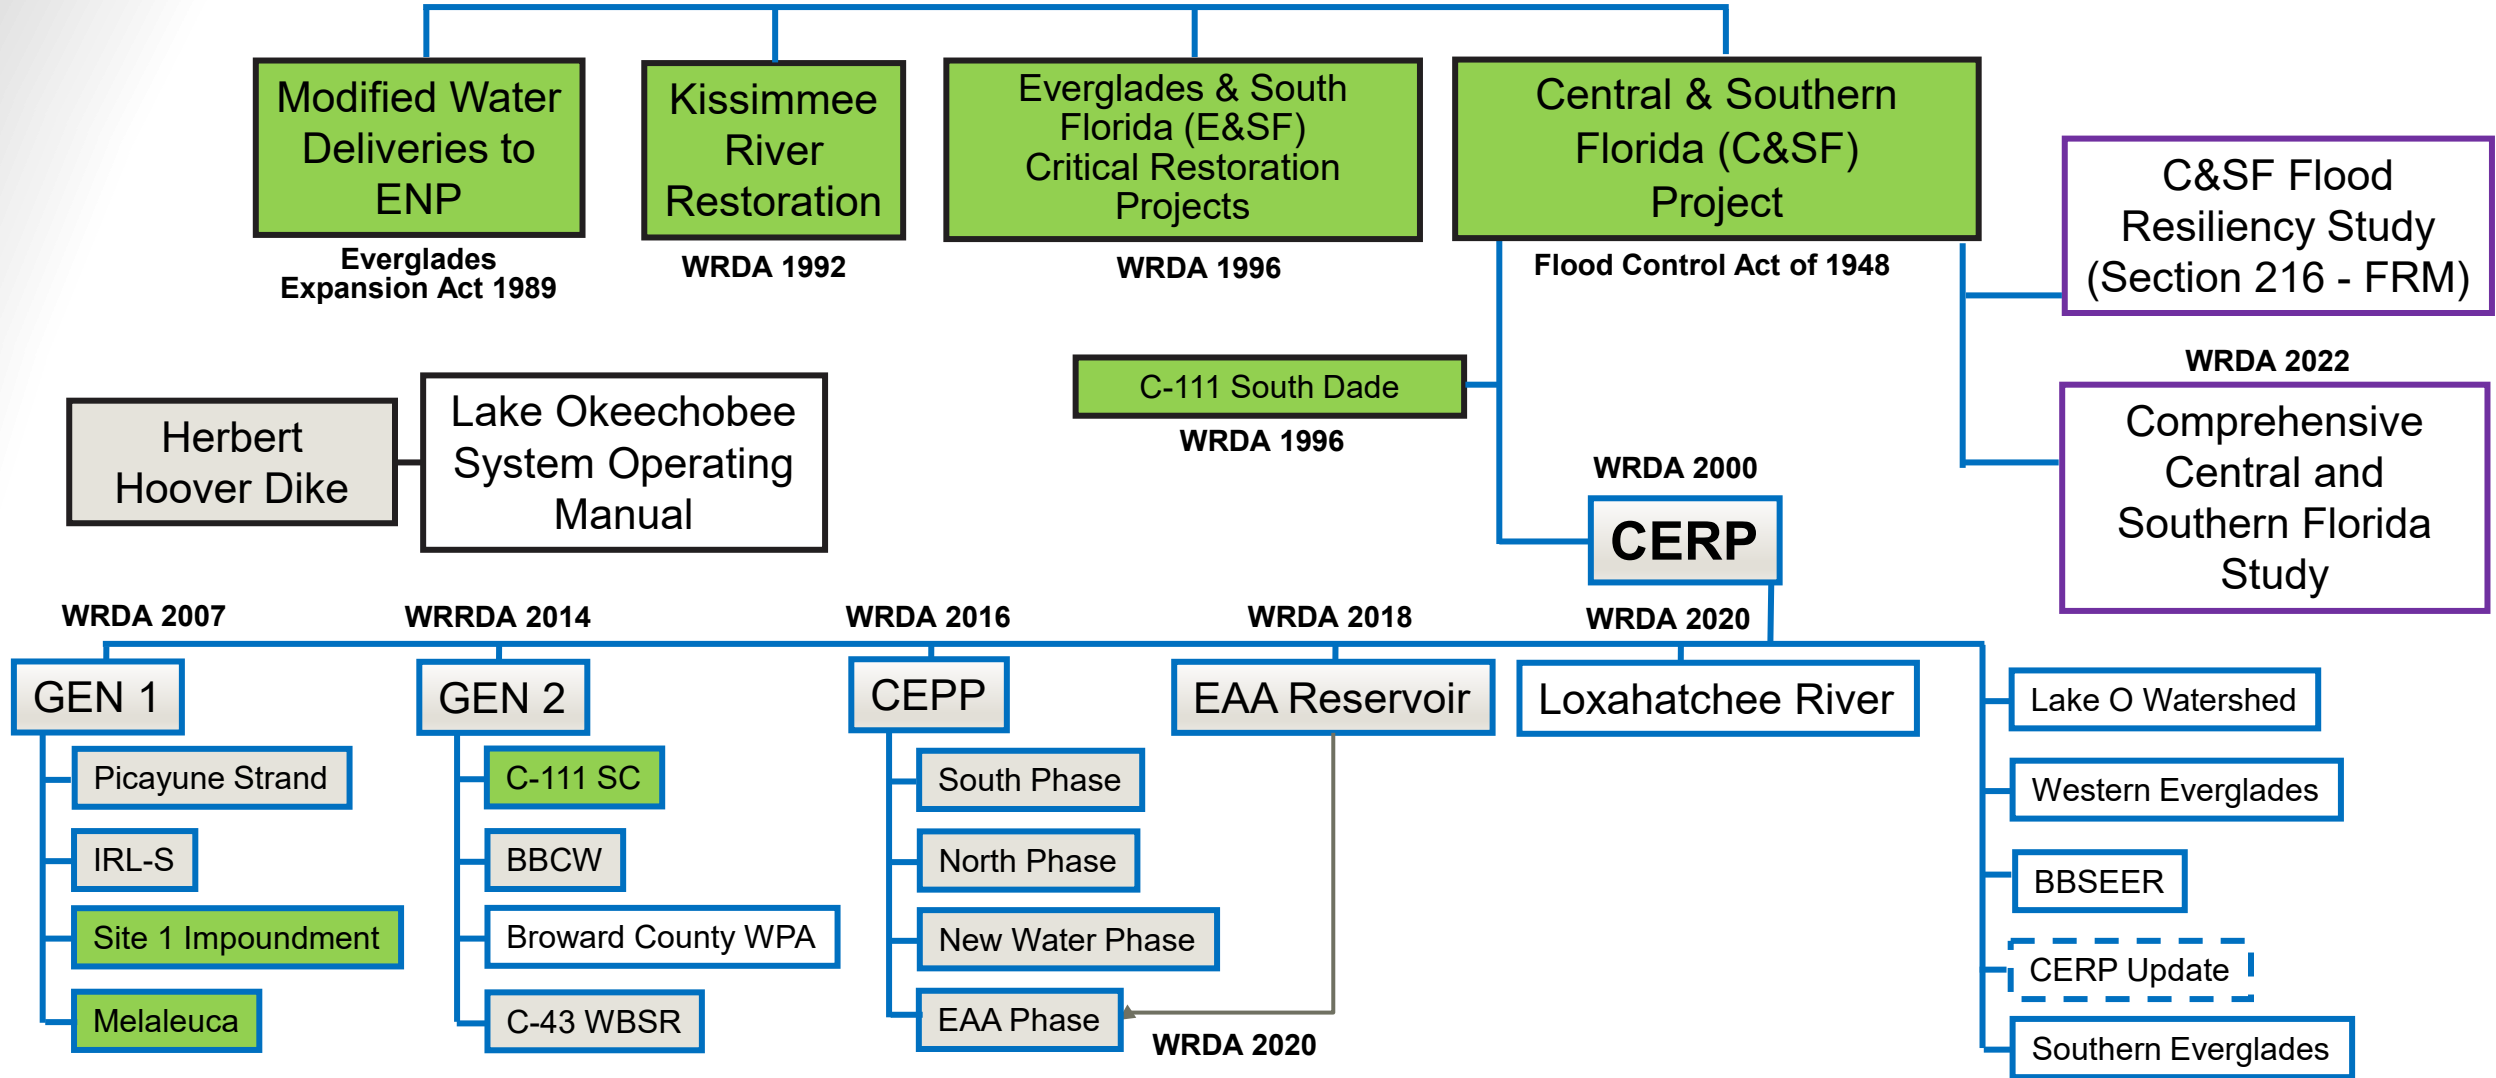 Modified Water
Deliveries to
ENP
Everglades
Expansion Act 1989
Kissimmee
River
Restoration
WRDA 1992
Everglades & South
Florida (E&SF)
Critical Restoration
Projects
WRDA 1996
Central & Southern
Florida (C&SF)
Project
Flood Control Act of 1948
C&SF Flood
Resiliency Study
(Section 216 - FRM)
WRDA 2022
Comprehensive
Central and
Southern Florida
Study
Herbert
Hoover Dike
Lake Okeechobee
System Operating
Manual
C-111 South Dade
WRDA 1996
WRDA 2000
CERP
WRDA 2007
GEN 1
Picayune Strand
IRL-S
Site 1 Impoundment
Melaleuca
WRRDA 2014
GEN 2
C-111 SC
BBCW
Broward County WPA
C-43 WBSR
WRDA 2016
CEPP
South Phase
North Phase
New Water Phase
EAA Phase
WRDA 2018
EAA Reservoir
WRDA 2020
WRDA 2020
Loxahatchee River
Lake O Watershed
Western Everglades
BBSEER
CERP Update
Southern Everglades